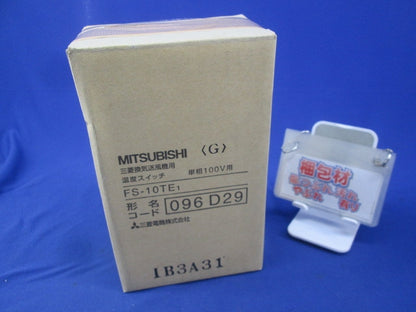 MITSUBISHI 〈G〉
三菱換気送風機用
温度スイッチ 単相100V用
FS-10TE1
形名
コード 096 D29
三菱電機株式会社
IB3A31
梱包材